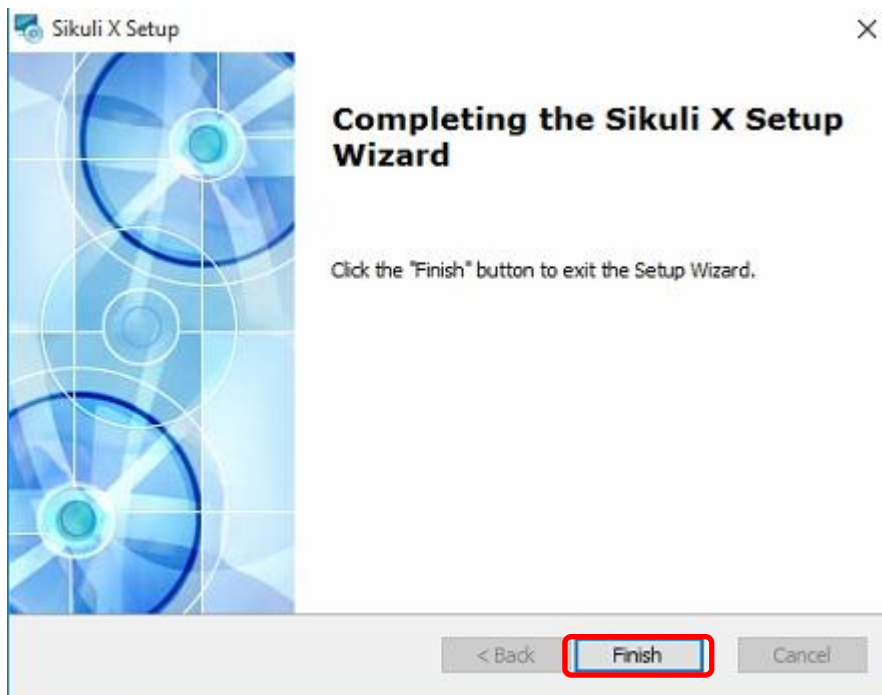 Sikuli X Setup
Completing the Sikuli X Setup
Wizard
Click the "Finish" button to exit the Setup Wizard.
< Back
Finish
Cancel